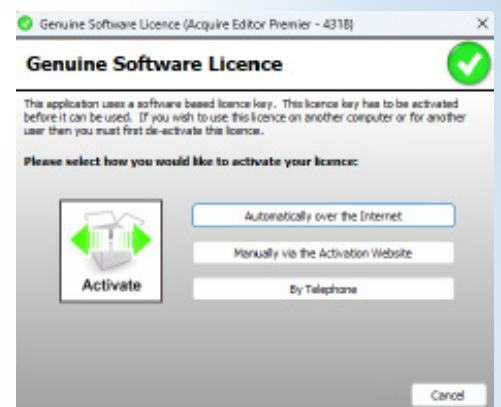 Genuine Software Licence (Acquire Editor Premier - 4318)
Genuine Software Licence
This application uses a software based licence key. This licence key has to be activated
before it can be used. If you wish to use this licence on another computer or for another
user then you must first de-activate this licence.
Please select how you would like to activate your licence:
Automatically over the Internet
Manually via the Activation Website
Activate
By Telephone
Cancel